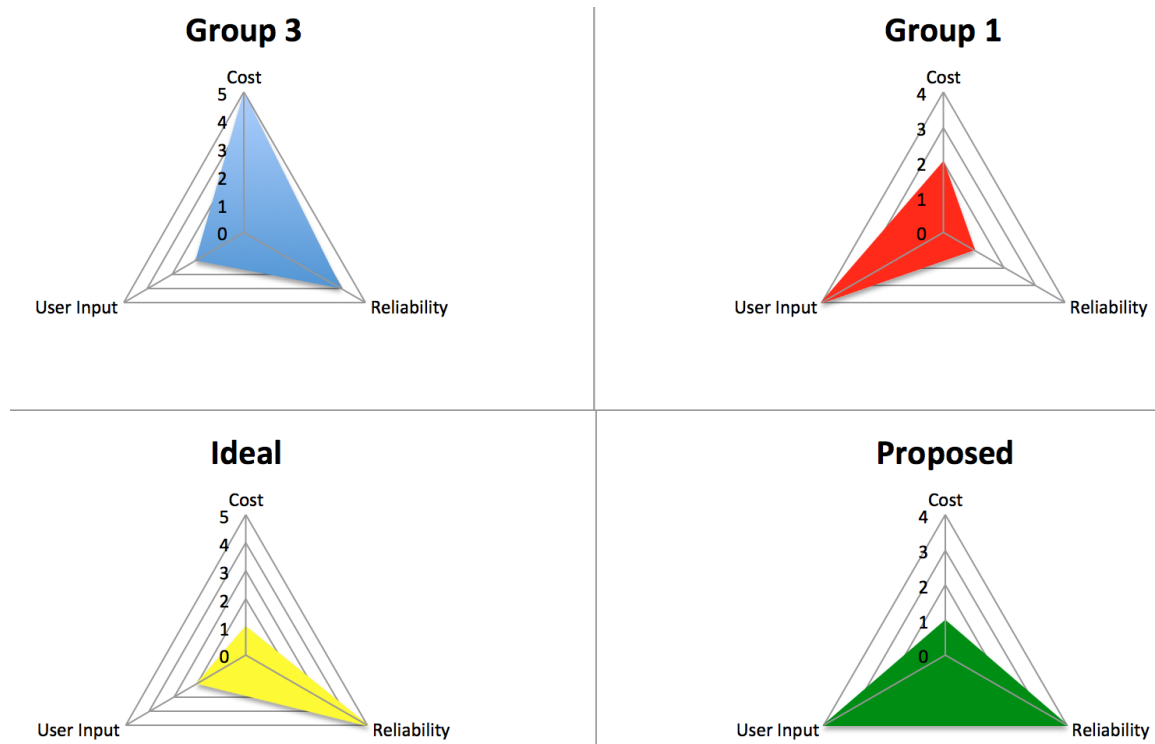 Group 3
Cost
5
4
3
2
1
0
User Input
Reliability
Group 1
Cost
4
3
2
1
0
User Input
Reliability
Ideal
Cost
5
4
3
2
1
0
User Input
Reliability
Proposed
Cost
4
3
2
1
0
User Input
Reliability